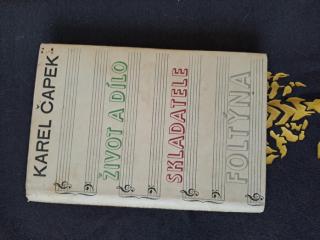 KAREL ČAPEK
ŽIVOT A DÍLO
SKLADATELE
FOLTÝNA